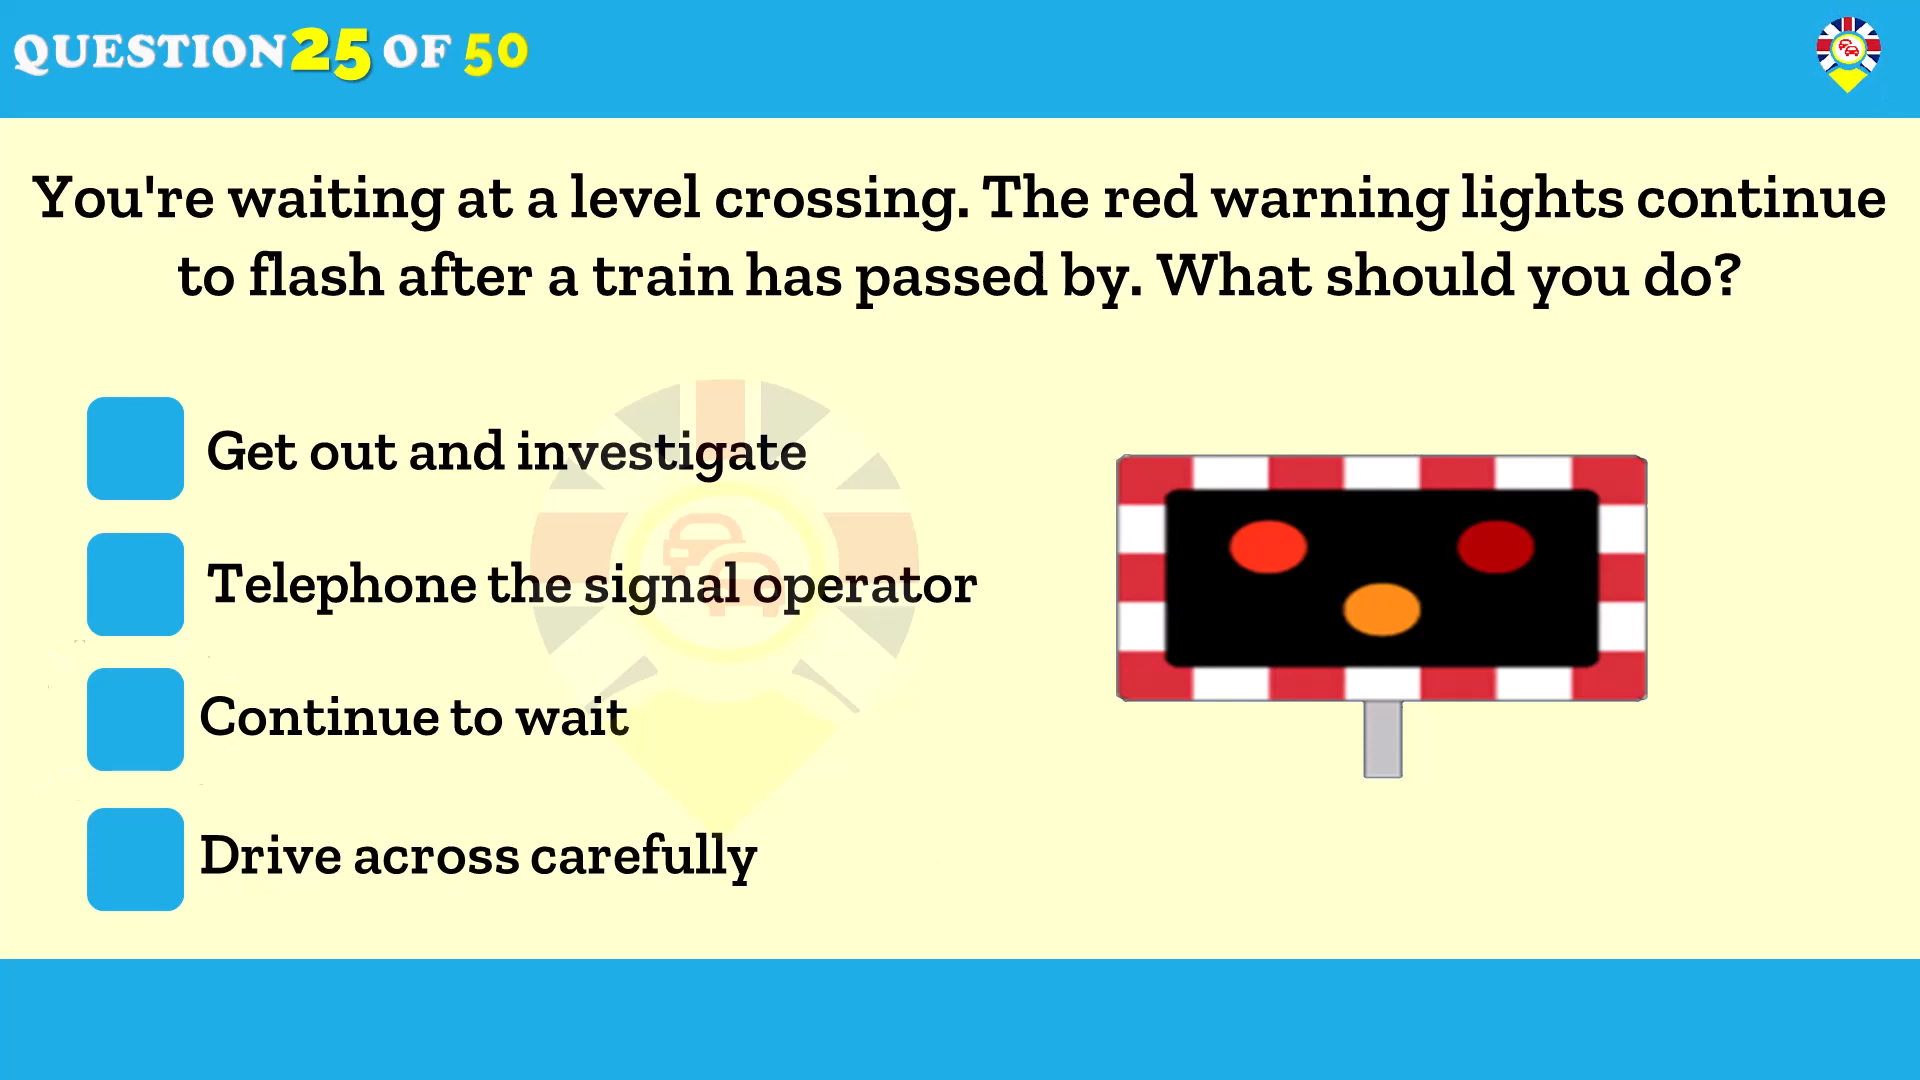 QUESTION 25 OF 50
You're waiting at a level crossing. The red warning lights continue
to flash after a train has passed by. What should you do?
Get out and investigate
Telephone the signal operator
Continue to wait
Drive across carefully